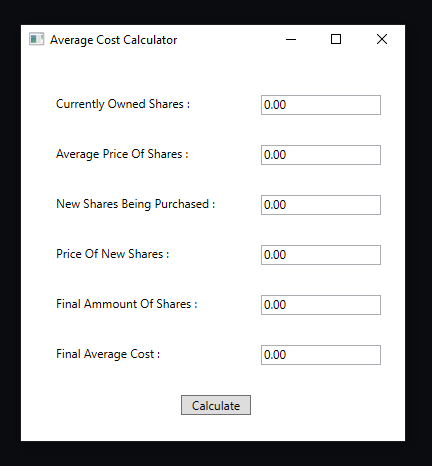 Average Cost Calculator
Currently Owned Shares : 0.00
Average Price Of Shares : 0.00
New Shares Being Purchased : 0.00
Price Of New Shares : 0.00
Final Ammount Of Shares : 0.00
Final Average Cost : 0.00
Calculate